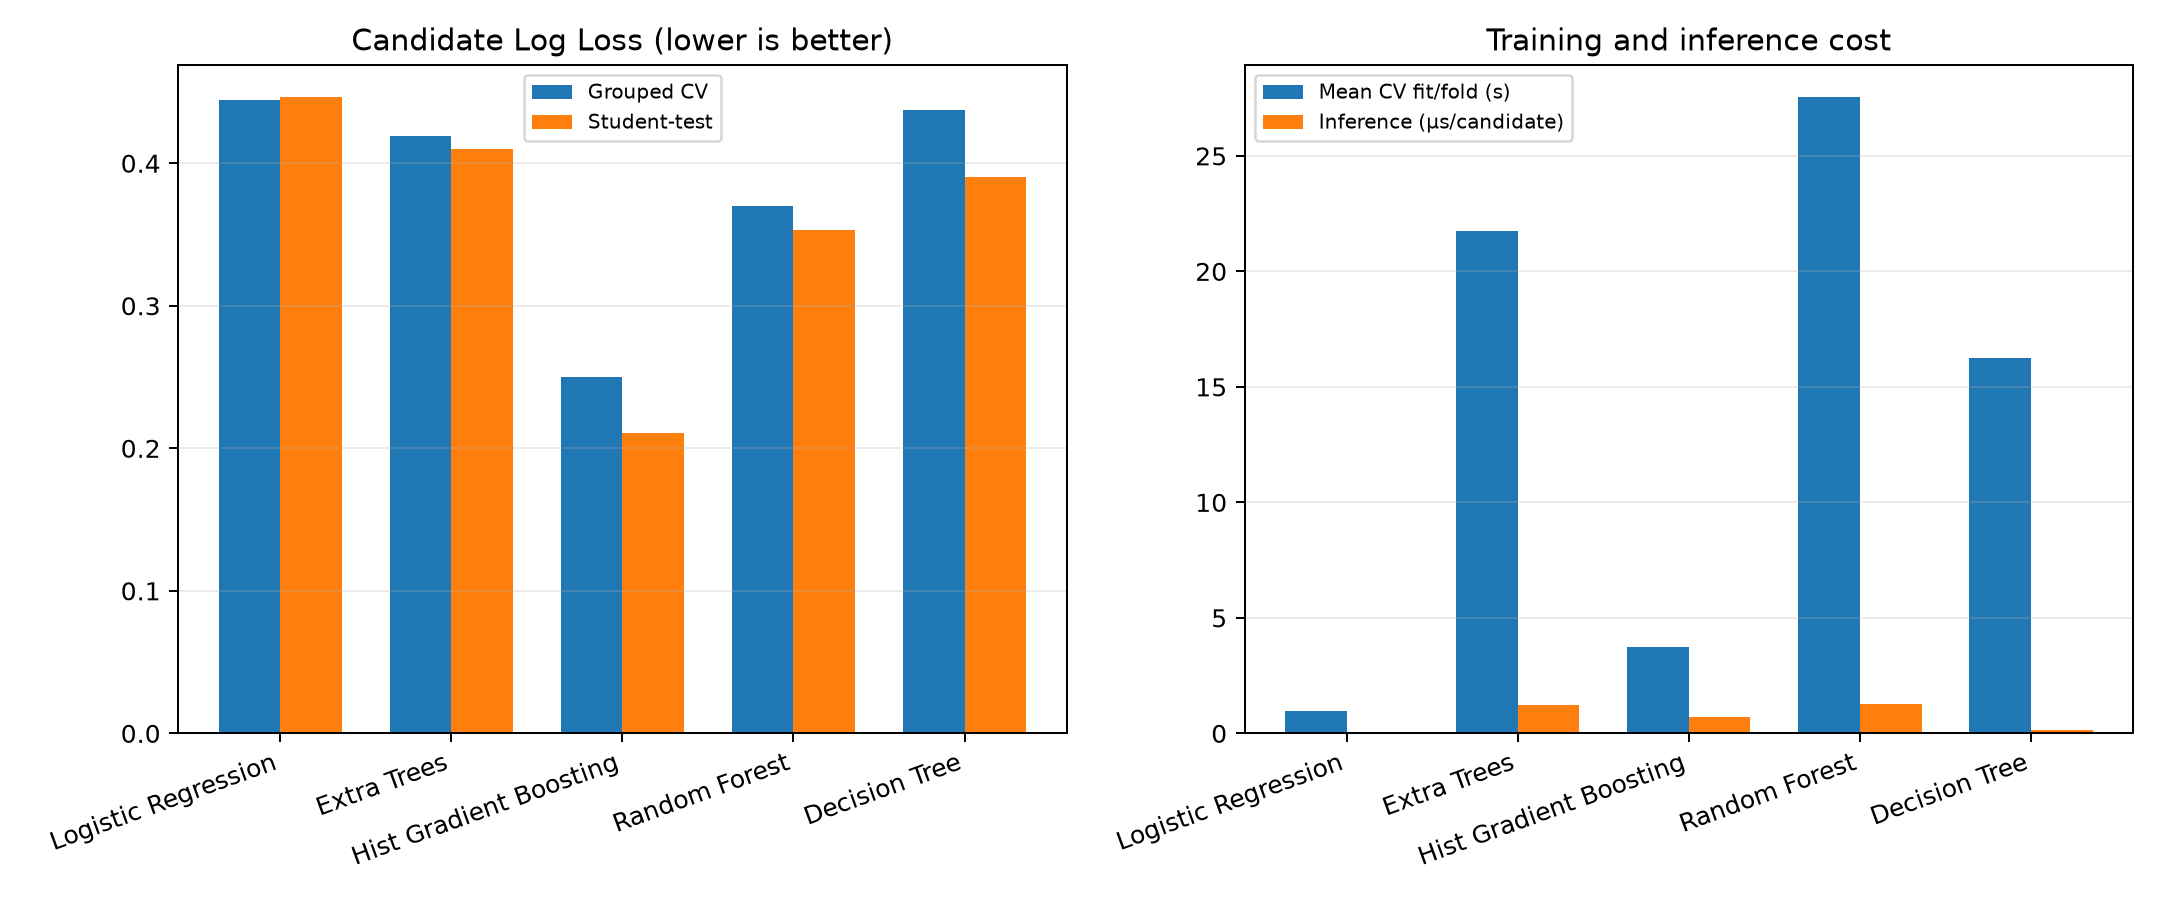 Candidate Log Loss (lower is better)
Grouped CV
Student-test
0.4
0.3
0.2
0.1
0.0
Logistic Regression
Extra Trees
Hist Gradient Boosting
Random Forest
Decision Tree
Training and inference cost
Mean CV fit/fold (s)
Inference (µs/candidate)
25
20
15
10
5
0
Logistic Regression
Extra Trees
Hist Gradient Boosting
Random Forest
Decision Tree